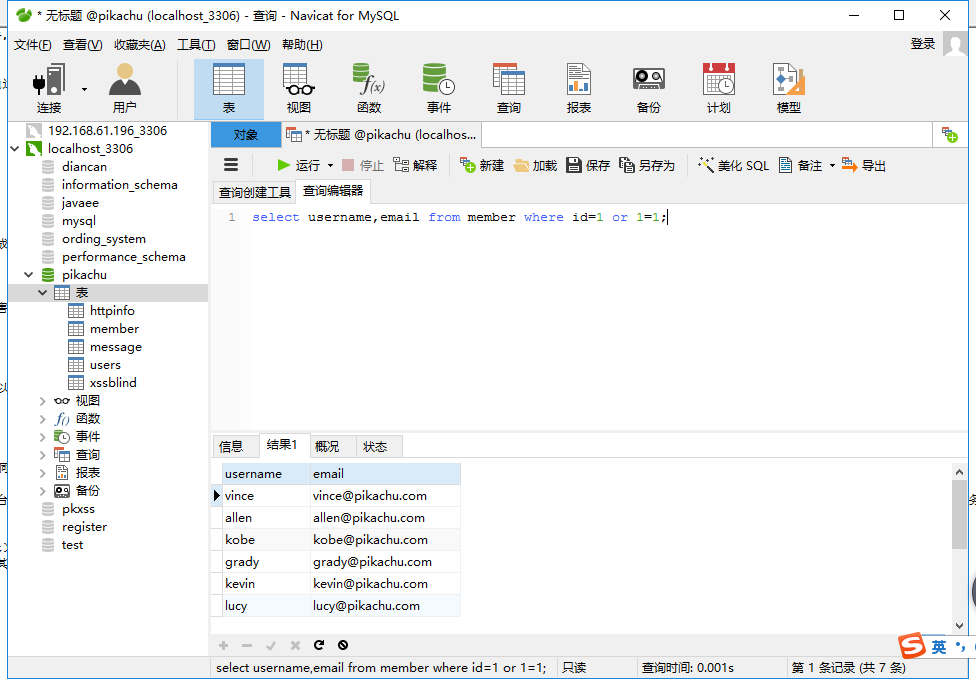 * 无标题 @pikachu (localhost_3306) - 查询 - Navicat for MySQL
文件(F) 查看(V) 收藏夹(A) 工具(T) 窗口(W) 帮助(H) 登录
连接 用户 表 视图 函数 事件 查询 报表 备份 计划 模型
192.168.61.196_3306
localhost_3306
diancan
information_schema
javaee
mysql
ording_system
performance_schema
pikachu
表
httpinfo
member
message
users
xssblind
视图
函数
事件
查询
报表
备份
pkxss
register
test
对象 * 无标题 @pikachu (localhos...
运行 停止 解释 新建 加载 保存 另存为 美化 SQL 备注 导出
查询创建工具 查询编辑器
1 select username,email from member where id=1 or 1=1;
信息 结果1 概况 状态
username email
vince vince@pikachu.com
allen allen@pikachu.com
kobe kobe@pikachu.com
grady grady@pikachu.com
kevin kevin@pikachu.com
lucy lucy@pikachu.com
S 英
select username,email from member where id=1 or 1=1; 只读 查询时间: 0.001s 第 1 条记录 (共 7 条)